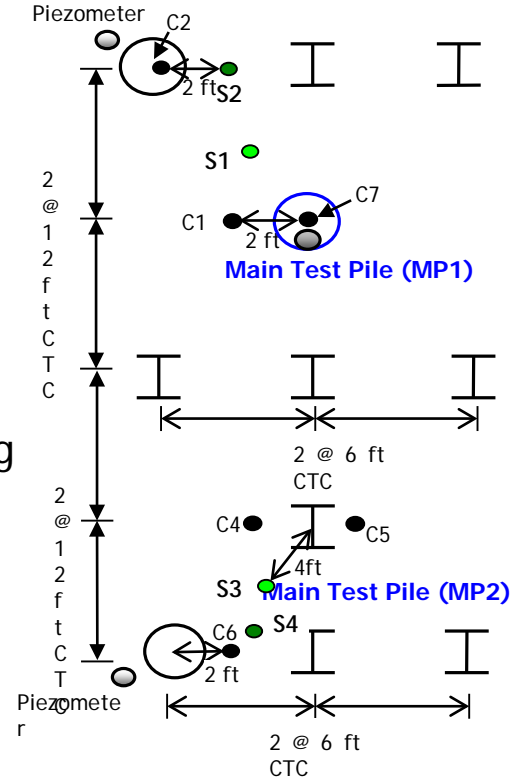 Piezometer
C2
2 ft
S2
S1
C7
C1
2 ft
Main Test Pile (MP1)
2
@
1
2
f
t
C
T
C
g
2 @ 6 ft
CTC
C4
C5
4ft
S3
Main Test Pile (MP2)
2
@
1
2
f
t
C
T
C
C6
S4
2 ft
Piezomete
r
2 @ 6 ft
CTC